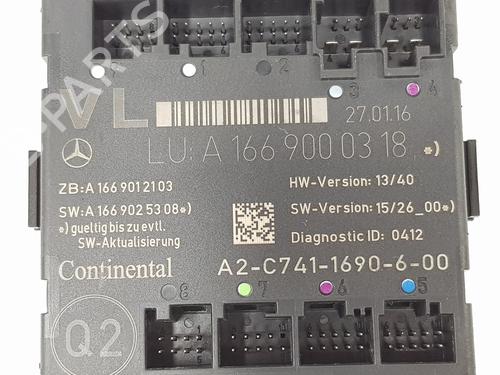 1 2
3 4
VL
27.01.16
LU: A 166 900 03 18 *)
ZB: A 166 901 21 03
HW-Version: 13/40
SW: A 166 902 53 08 *)
SW-Version: 15/26_00*)
*) gueltig bis zu evtl.
SW-Aktualisierung
Diagnostic ID: 0412
Continental
A2-C741-1690-6-00
8 7 6 5
Q2